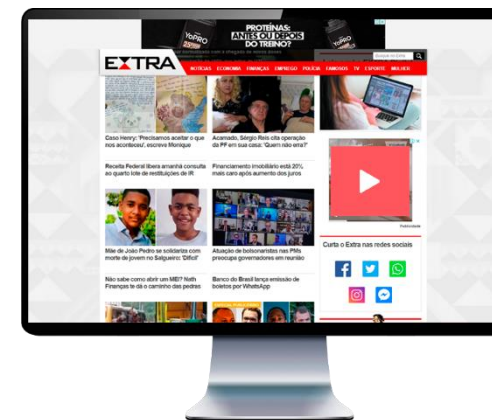 YoPRO
PROTEÍNAS:
ANTES OU DEPOIS
DO TREINO?
EXTRA
NOTÍCIAS ECONOMIA FINANÇAS EMPREGO POLÍCIA FAMOSOS TV ESPORTE MULHER
Caso Henry: 'Precisamos aceitar o que
nos aconteceu', escreve Monique
Acamado, Sérgio Reis cita operação
da PF em sua casa: 'Quem não erra?'
Receita Federal libera amanhã consulta
ao quarto lote de restituições de IR
Financiamento imobiliário está 20%
mais caro após aumento dos juros
Publicidade
Mãe de João Pedro se solidariza com
morte de jovem no Salgueiro: 'Difícil'
Atuação de bolsonaristas nas PMs
preocupa governadores em reunião
Curta o Extra nas redes sociais
Não sabe como abrir um MEI? Nath
Finanças te dá o caminho das pedras
Banco do Brasil lança emissão de
boletos por WhatsApp